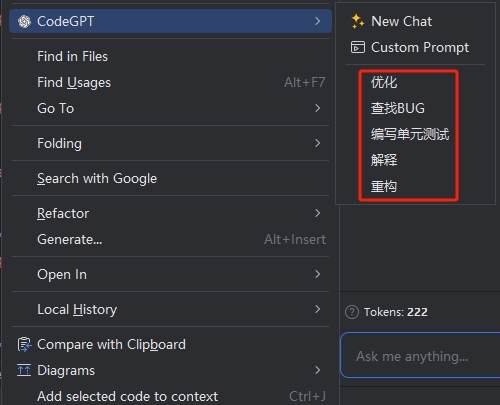 CodeGPT
Find in Files
Find Usages Alt+F7
Go To
Folding
Search with Google
Refactor
Generate... Alt+Insert
Open In
Local History
Compare with Clipboard
Diagrams
Add selected code to context Ctrl+J
New Chat
Custom Prompt
优化
查找BUG
编写单元测试
解释
重构
Tokens: 222
Ask me anything...